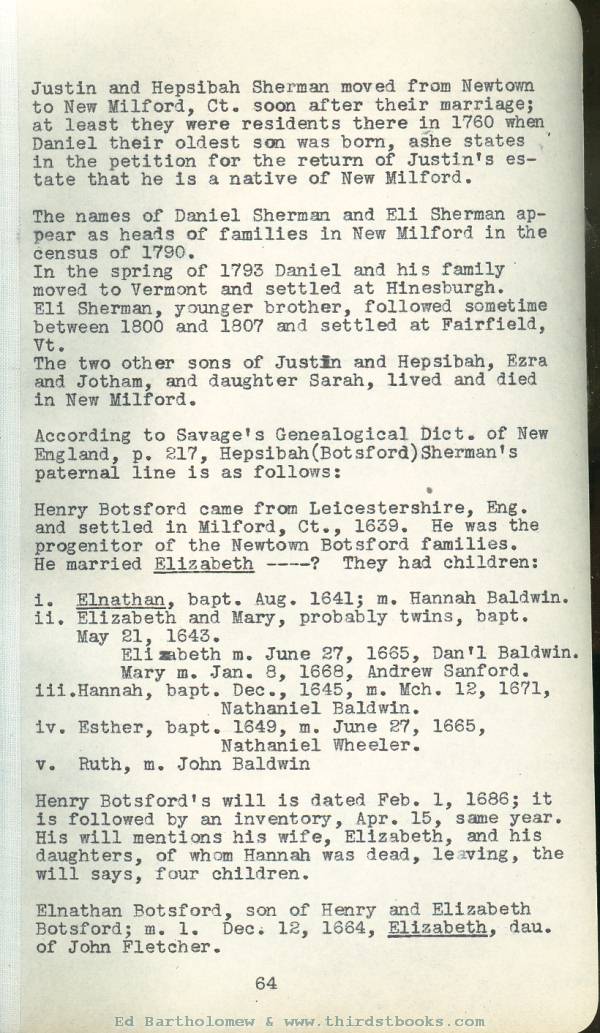 Justin and Hepsibah Sherman moved from Newtown
to New Milford, Ct. soon after their marriage;
at least they were residents there in 1760 when
Daniel their oldest son was born, ashe states
in the petition for the return of Justin's es-
tate that he is a native of New Milford.

The names of Daniel Sherman and Eli Sherman ap-
pear as heads of families in New Milford in the
census of 1790.
In the spring of 1793 Daniel and his family
moved to Vermont and settled at Hinesburgh.
Eli Sherman, younger brother, followed sometime
between 1800 and 1807 and settled at Fairfield,
Vt.
The two other sons of Justin and Hepsibah, Ezra
and Jotham, and daughter Sarah, lived and died
in New Milford.

According to Savage's Genealogical Dict. of New
England, p. 217, Hepsibah(Botsford)Sherman's
paternal line is as follows:

Henry Botsford came from Leicestershire, Eng.
and settled in Milford, Ct., 1639. He was the
progenitor of the Newtown Botsford families.
He married Elizabeth ----? They had children:

i. Elnathan, bapt. Aug. 1641; m. Hannah Baldwin.
ii. Elizabeth and Mary, probably twins, bapt.
May 21, 1643.
Elizabeth m. June 27, 1665, Dan'l Baldwin.
Mary m. Jan. 8, 1668, Andrew Sanford.
iii.Hannah, bapt. Dec., 1645, m. Mch. 12, 1671,
Nathaniel Baldwin.
iv. Esther, bapt. 1649, m. June 27, 1665,
Nathaniel Wheeler.
v. Ruth, m. John Baldwin

Henry Botsford's will is dated Feb. 1, 1686; it
is followed by an inventory, Apr. 15, same year.
His will mentions his wife, Elizabeth, and his
daughters, of whom Hannah was dead, leaving, the
will says, four children.

Elnathan Botsford, son of Henry and Elizabeth
Botsford; m. 1. Dec. 12, 1664, Elizabeth, dau.
of John Fletcher.

64
Ed Bartholomew & www.thirdstbooks.com